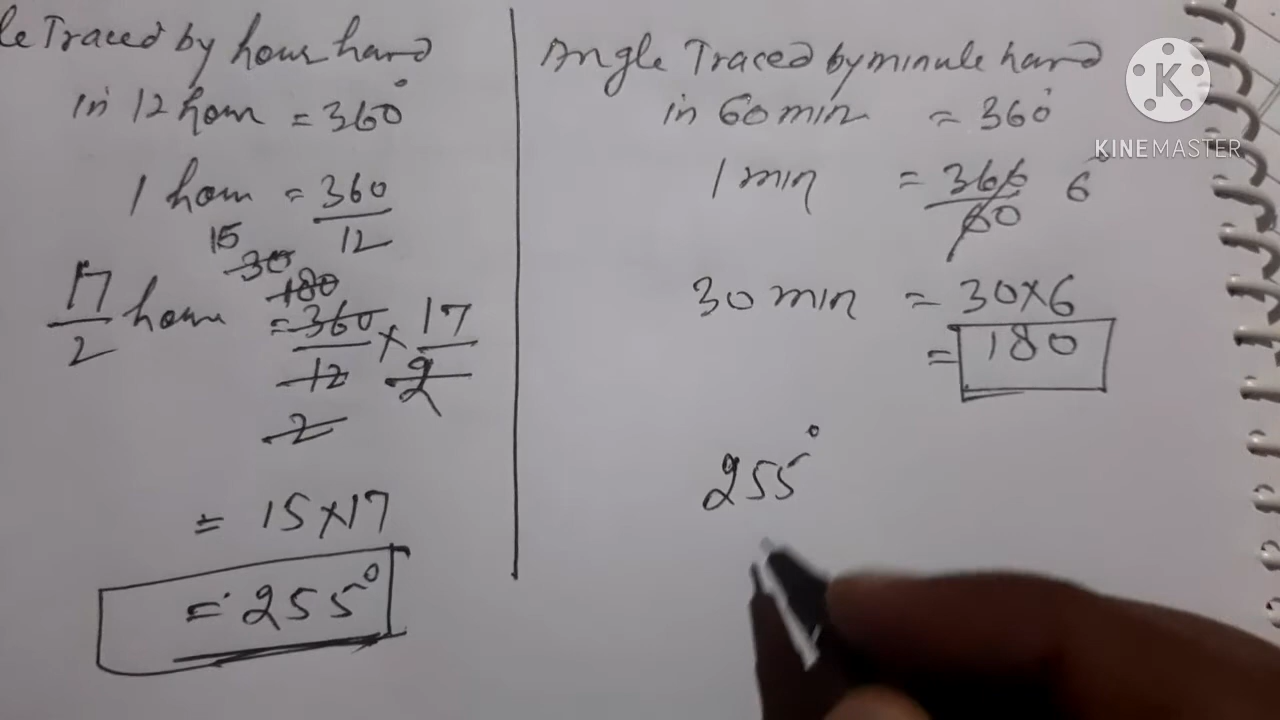 le Traced by hour hand
in 12 hour = 360°
1 hour = 360
12
15
30
180
17
2
hour = 360 × 17
12 2
2
= 15 × 17
= 255°
Angle Traced by minute hand
in 60 min = 360°
1 min = 360 6°
60
30 min = 30×6
= 180
255°
K
KINEMASTER